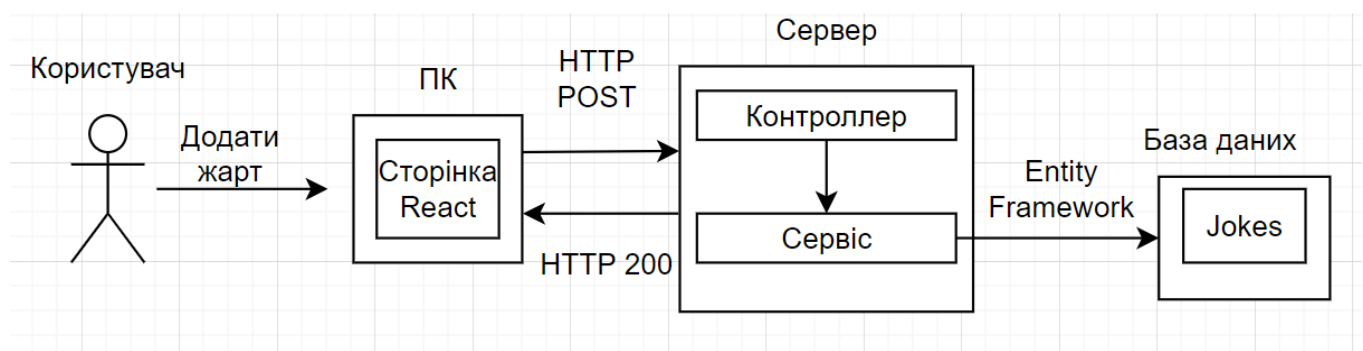 Користувач
Додати
жарт
ПК
Сторінка
React
HTTP
POST
HTTP 200
Сервер
Контроллер
Сервіс
Entity
Framework
База даних
Jokes